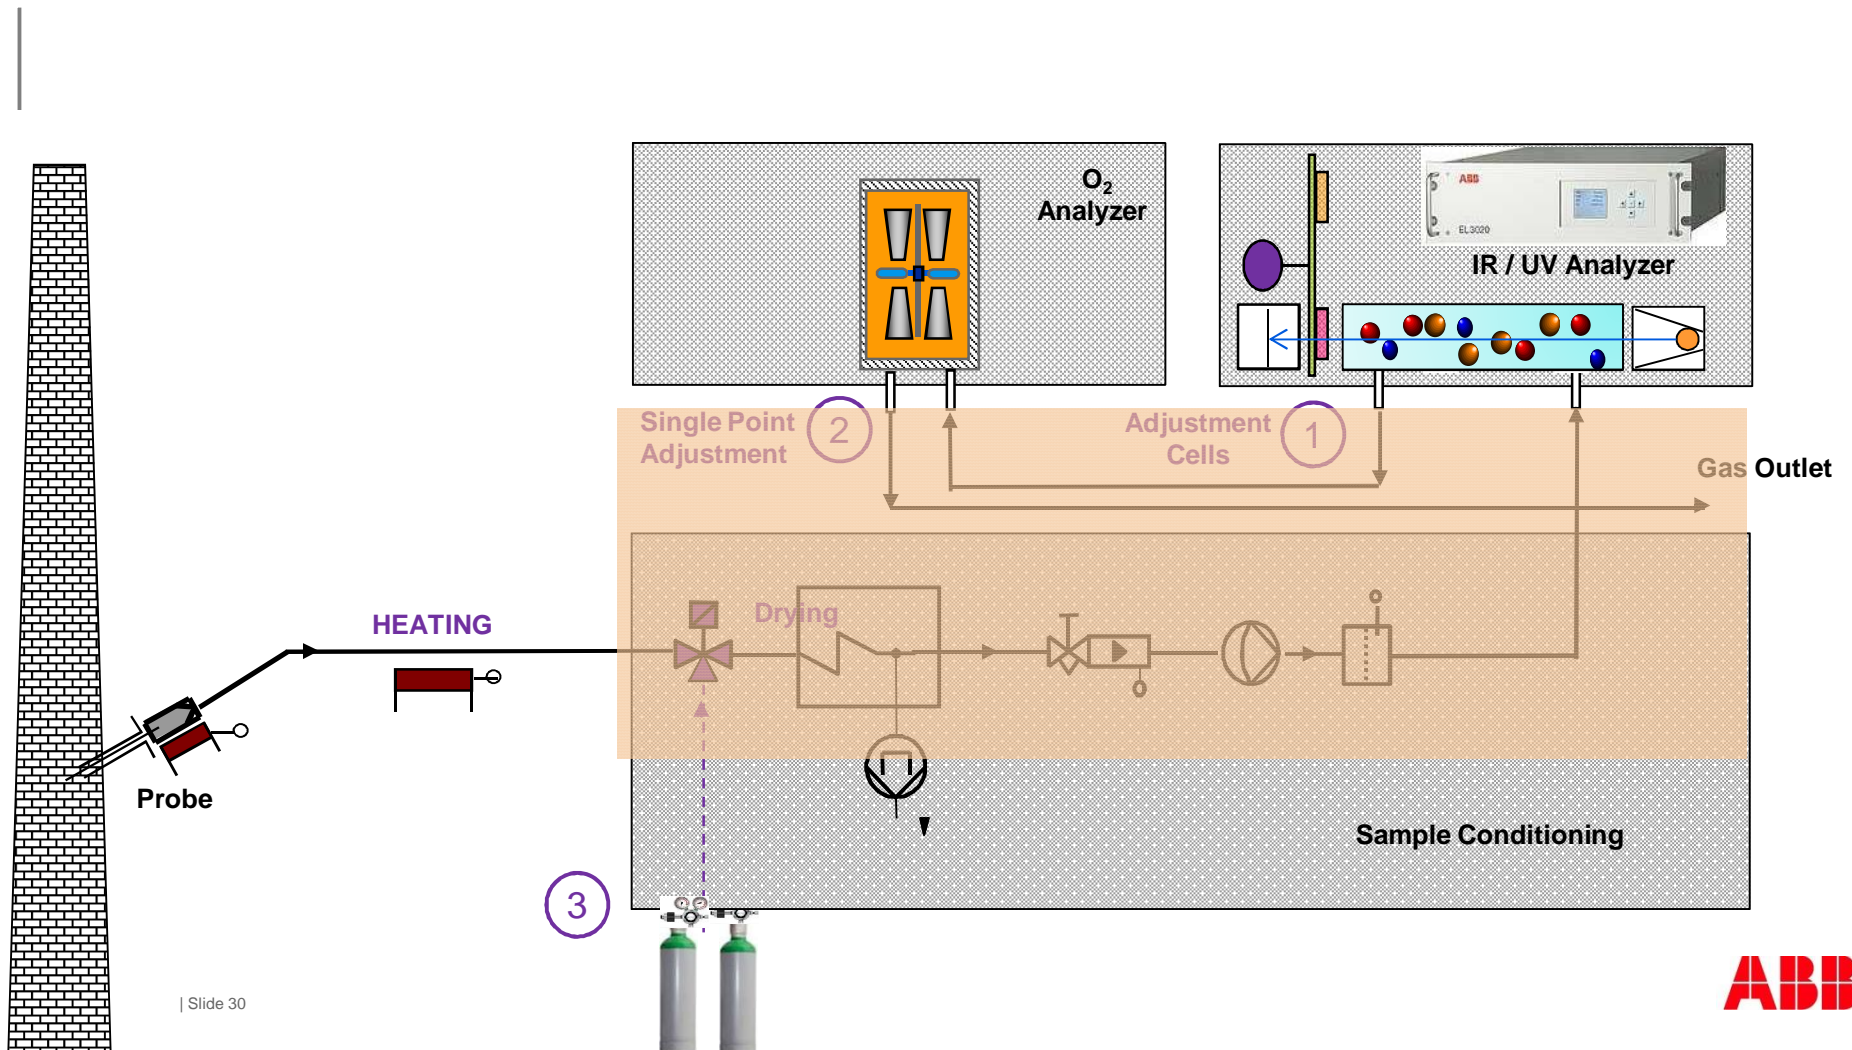 O2
Analyzer
ABB
EL3020
IR / UV Analyzer
Single Point
Adjustment
2
Adjustment
Cells
1
Gas Outlet
HEATING
Drying
Probe
Sample Conditioning
3
| Slide 30
ABB